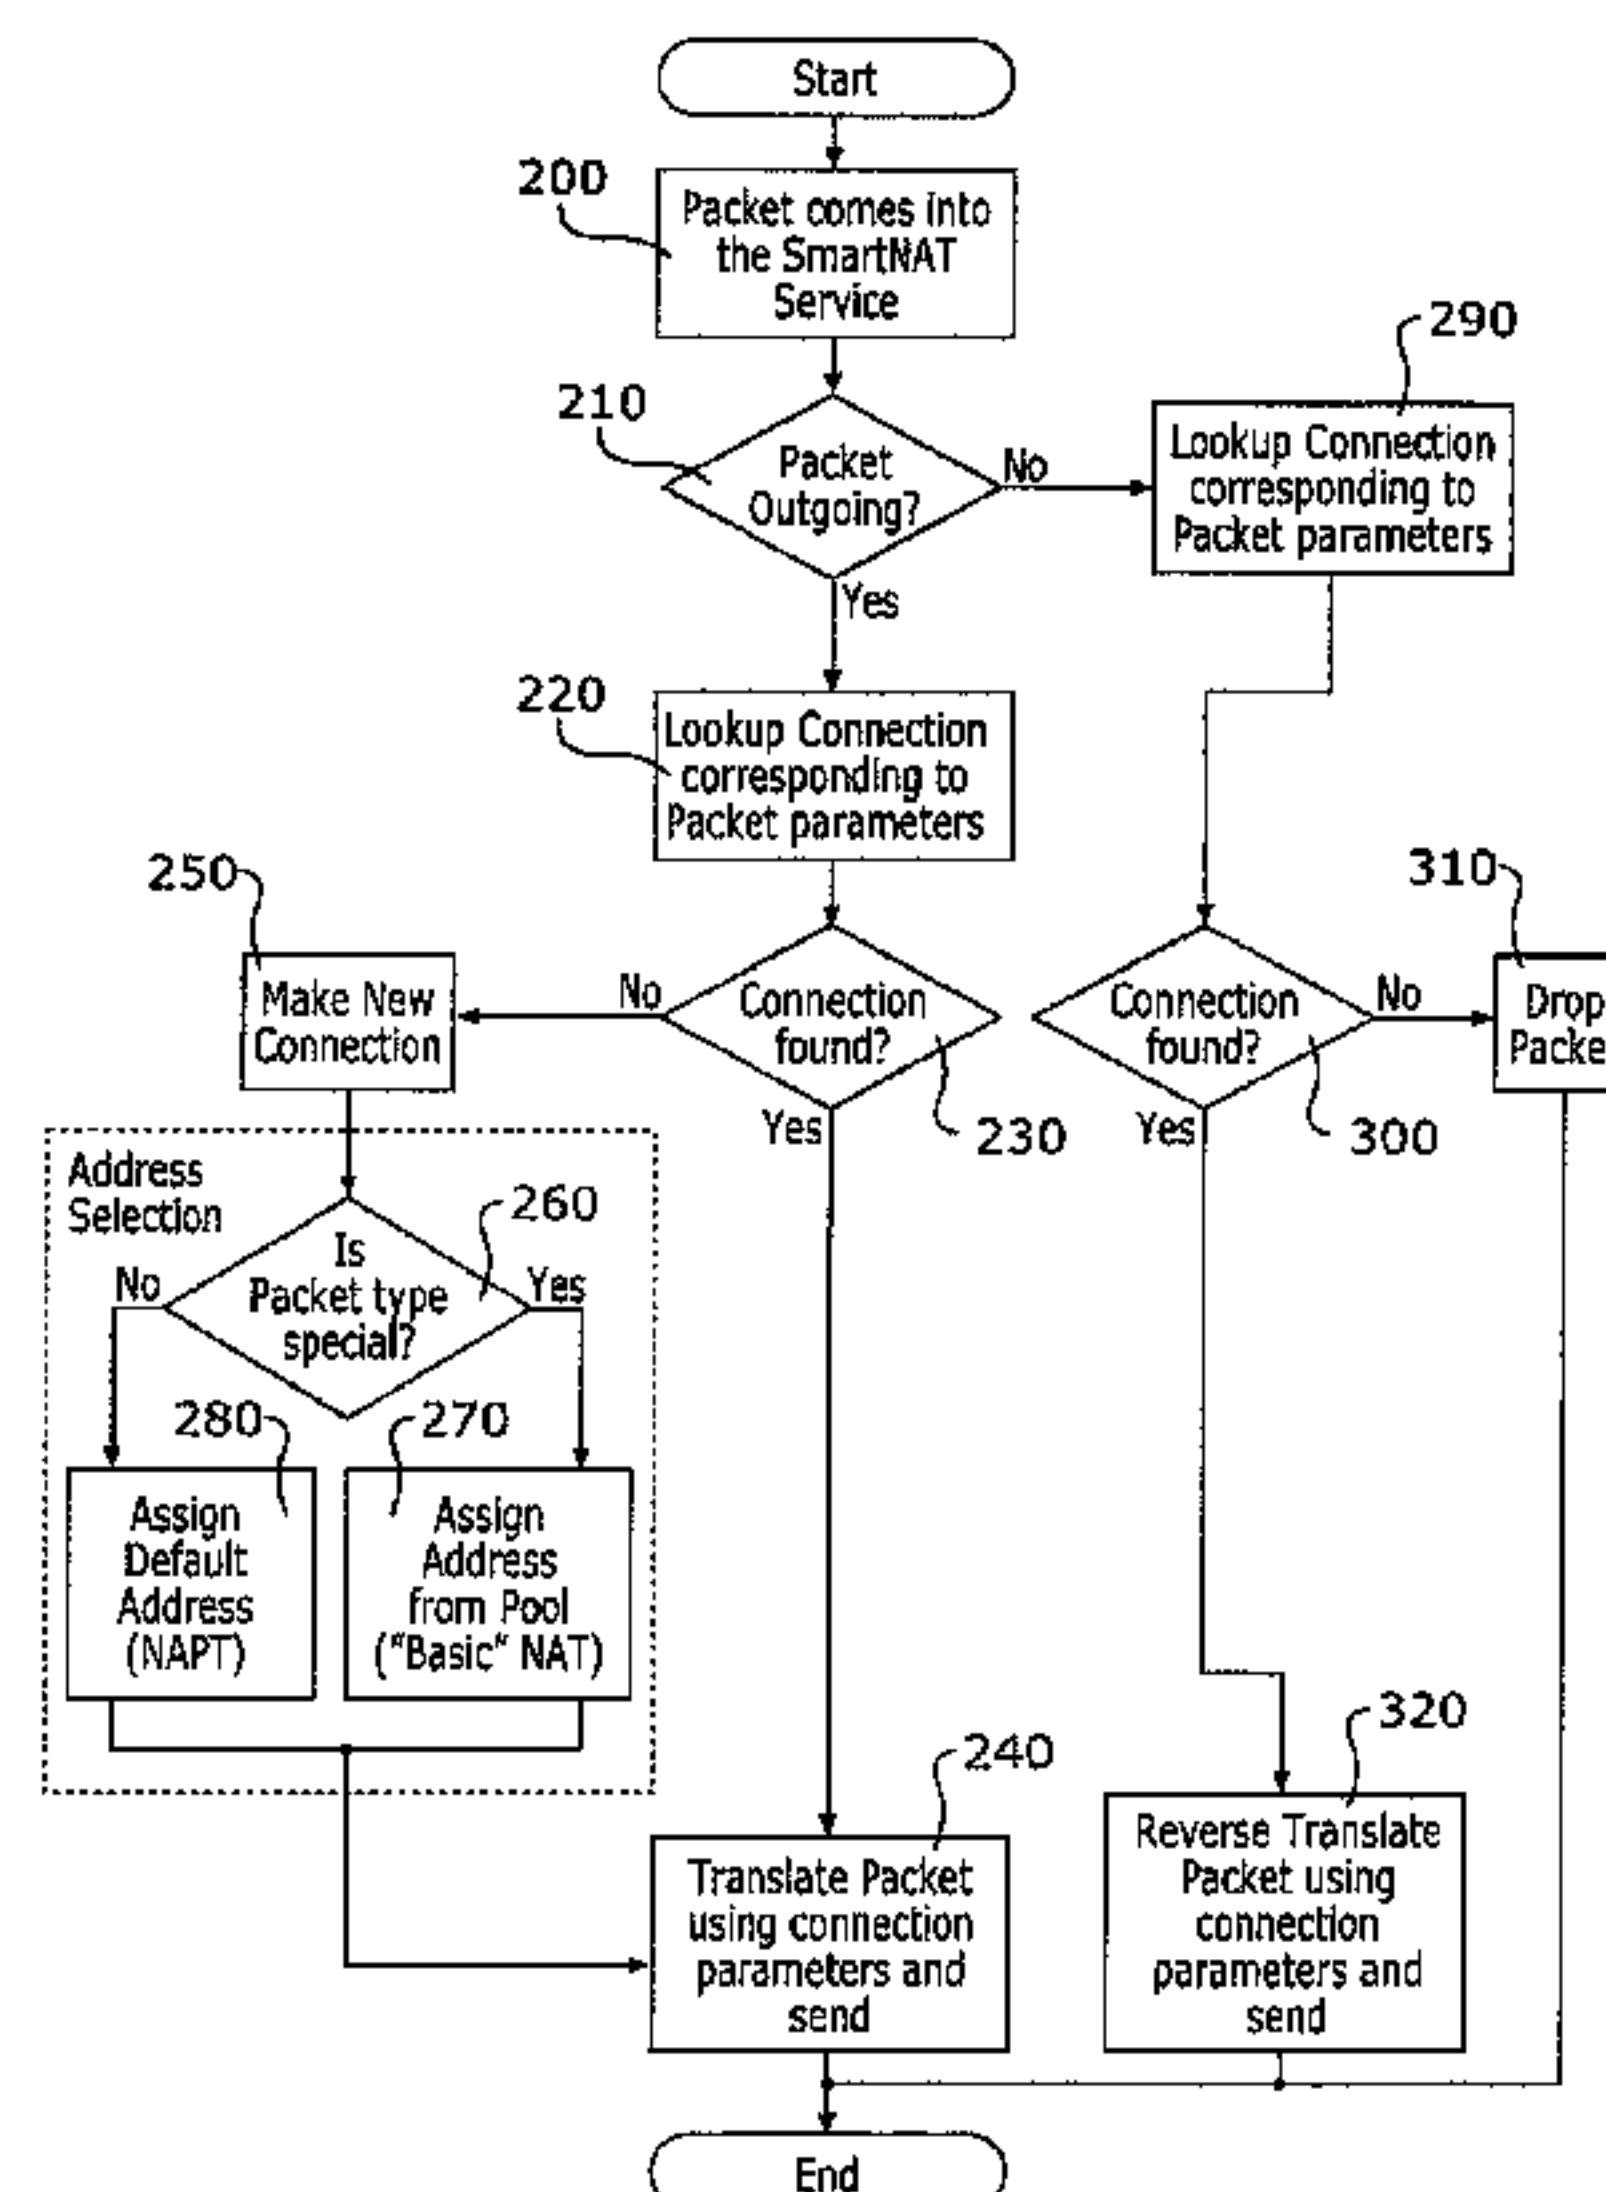 Start
200
Packet comes into
the SmartNAT
Service
290
210
Packet
Outgoing?
No
Lookup Connection
corresponding to
Packet parameters
Yes
220
Lookup Connection
corresponding to
Packet parameters
250
310
Make New
Connection
No
Connection
found?
Connection
found?
No
Drop
Packe
Yes
230
Yes
300
Address
Selection
260
Is
Packet type
special?
No
Yes
280
270
Assign
Default
Address
(NAPT)
Assign
Address
from Pool
("Basic" NAT)
240
320
Translate Packet
using connection
parameters and
send
Reverse Translate
Packet using
connection
parameters and
send
End